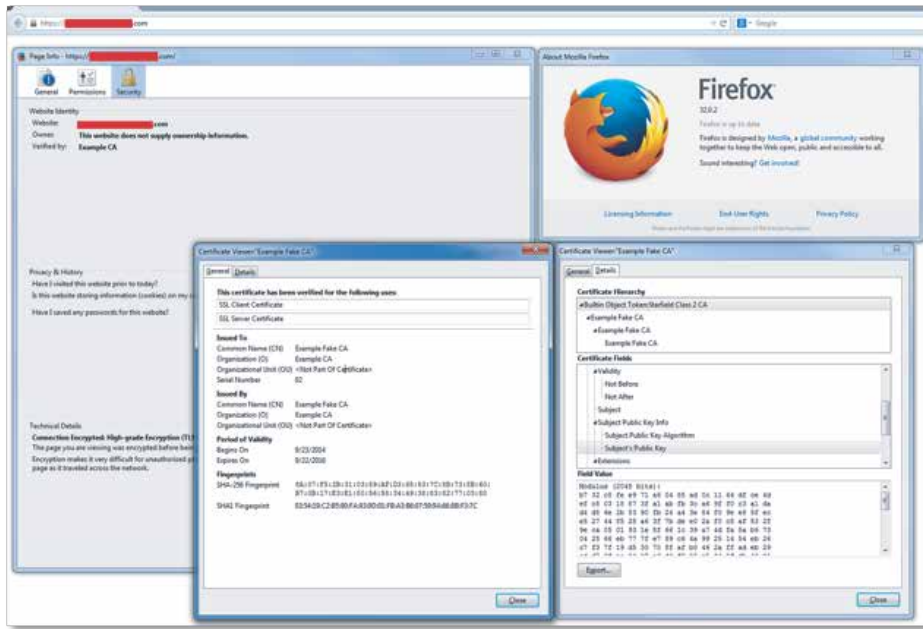 https://
.com
Google
Page Info - https://
.com/
General Permissions Security
Website Identity
Website: .com
Owner: This website does not supply ownership information.
Verified by: Example CA
Privacy & History
Have I visited this website prior to today?
Is this website storing information (cookies) on my c
Have I saved any passwords for this website?
Technical Details
Connection Encrypted: High-grade Encryption (TLS
The page you are viewing was encrypted before bein
Encryption makes it very difficult for unauthorized p
page as it traveled across the network.
About Mozilla Firefox
Firefox
32.0.2
Firefox is up to date
Firefox is designed by Mozilla, a global community working
together to keep the Web open, public and accessible to all.
Sound interesting? Get involved!
Licensing Information End-User Rights Privacy Policy
Certificate Viewer:"Example Fake CA"
General Details
This certificate has been verified for the following uses:
SSL Client Certificate
SSL Server Certificate
Issued To
Common Name (CN) Example Fake CA
Organization (O) Example CA
Organizational Unit (OU) <Not Part Of Certificate>
Serial Number 02
Issued By
Common Name (CN) Example Fake CA
Organization (O) Example CA
Organizational Unit (OU) <Not Part Of Certificate>
Period of Validity
Begins On 9/23/2014
Expires On
Fingerprints
SHA-256 Fingerprint
SHA1 Fingerprint
Close
Certificate Viewer:"Example Fake CA"
General Details
Certificate Hierarchy
Builtin Object Token:Starfield Class 2 CA
Example Fake CA
Example Fake CA
Example Fake CA
Certificate Fields
Validity
Not Before
Not After
Subject
Subject Public Key Info
Subject Public Key Algorithm
Subject's Public Key
Extensions
Field Value
Modulus (2048 bits):
Export...
Close